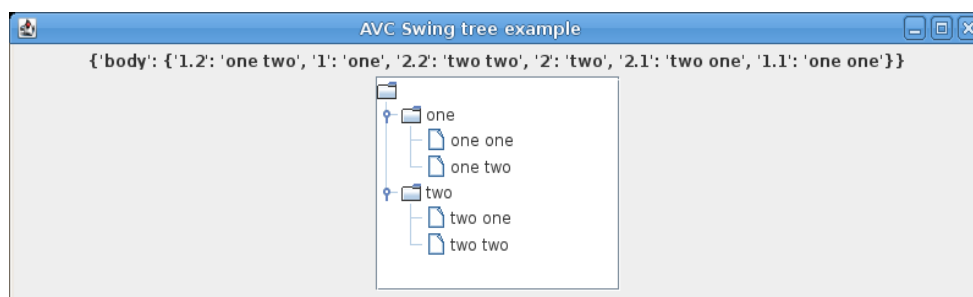 AVC Swing tree example
{'body': {'1.2': 'one two', '1': 'one', '2.2': 'two two', '2': 'two', '2.1': 'two one', '1.1': 'one one'}}
one
one one
one two
two
two one
two two